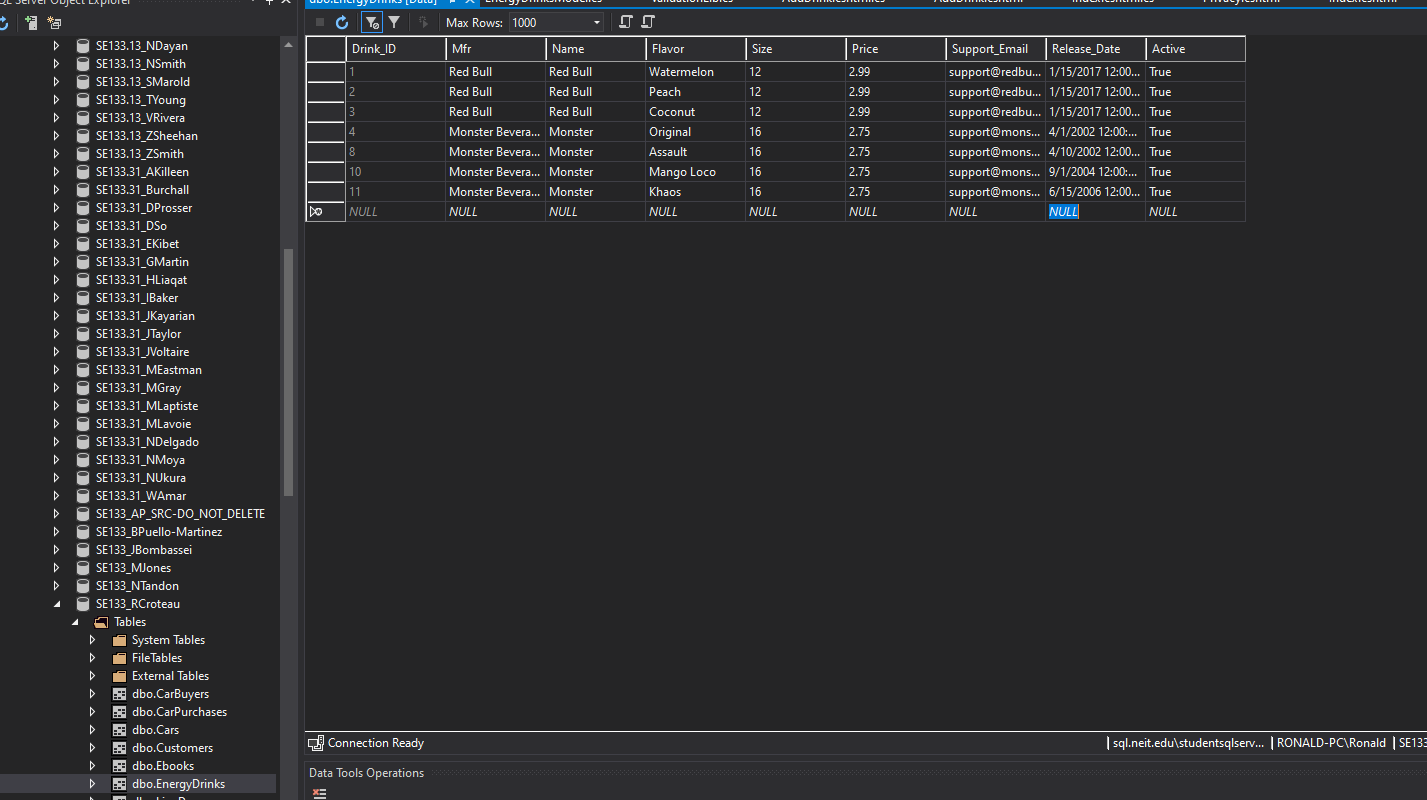 QL Server Object Explorer
dbo.EnergyDrinks [Data]
Max Rows: 1000
SE133.13_NDayan
SE133.13_NSmith
SE133.13_SMarold
SE133.13_TYoung
SE133.13_VRivera
SE133.13_ZSheehan
SE133.13_ZSmith
SE133.31_AKilleen
SE133.31_Burchall
SE133.31_DProsser
SE133.31_DSo
SE133.31_EKibet
SE133.31_GMartin
SE133.31_HLiaqat
SE133.31_IBaker
SE133.31_JKayarian
SE133.31_JTaylor
SE133.31_JVoltaire
SE133.31_MEastman
SE133.31_MGray
SE133.31_MLaptiste
SE133.31_MLavoie
SE133.31_NDelgado
SE133.31_NMoya
SE133.31_NUkura
SE133.31_WAmar
SE133_AP_SRC-DO_NOT_DELETE
SE133_BPuello-Martinez
SE133_JBombassei
SE133_MJones
SE133_NTandon
SE133_RCroteau
Tables
System Tables
FileTables
External Tables
dbo.CarBuyers
dbo.CarPurchases
dbo.Cars
dbo.Customers
dbo.Ebooks
dbo.EnergyDrinks
Drink_ID Mfr Name Flavor Size Price Support_Email Release_Date Active
1 Red Bull Red Bull Watermelon 12 2.99 support@redbu... 1/15/2017 12:00... True
2 Red Bull Red Bull Peach 12 2.99 support@redbu... 1/15/2017 12:00... True
3 Red Bull Red Bull Coconut 12 2.99 support@redbu... 1/15/2017 12:00... True
4 Monster Bevera... Monster Original 16 2.75 support@mons... 4/1/2002 12:00:... True
8 Monster Bevera... Monster Assault 16 2.75 support@mons... 4/10/2002 12:00... True
10 Monster Bevera... Monster Mango Loco 16 2.75 support@mons... 9/1/2004 12:00:... True
11 Monster Bevera... Monster Khaos 16 2.75 support@mons... 6/15/2006 12:00... True
NULL NULL NULL NULL NULL NULL NULL NULL NULL
Connection Ready
sql.neit.edu\studentsqlserv... RONALD-PC\Ronald SE133
Data Tools Operations